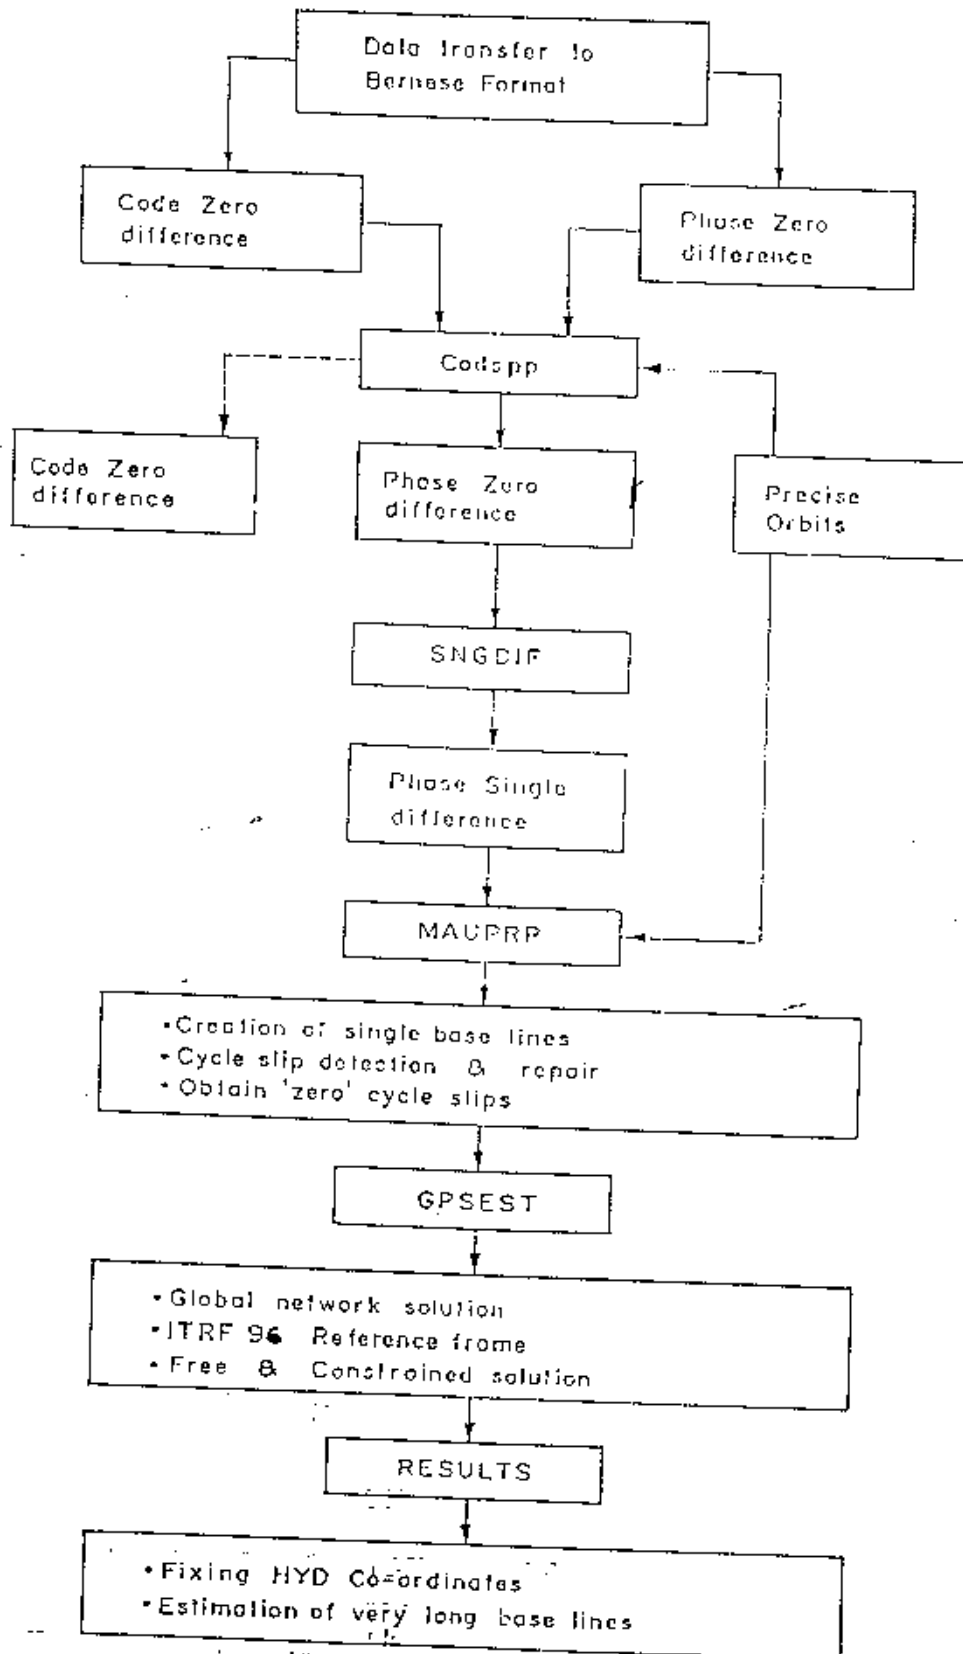 Data transfer to
Bernese Format
Code Zero
difference
Phase Zero
difference
Codspp
Code Zero
difference
Phase Zero
difference
Precise
Orbits
SNGDIF
Phase Single
difference
MAUPRP
•Creation of single base lines
•Cycle slip detection & repair
•Obtain 'zero' cycle slips
GPSEST
•Global network solution
•ITRF 96 Reference frame
•Free & Constrained solution
RESULTS
•Fixing HYD Co-ordinates
•Estimation of very long base lines